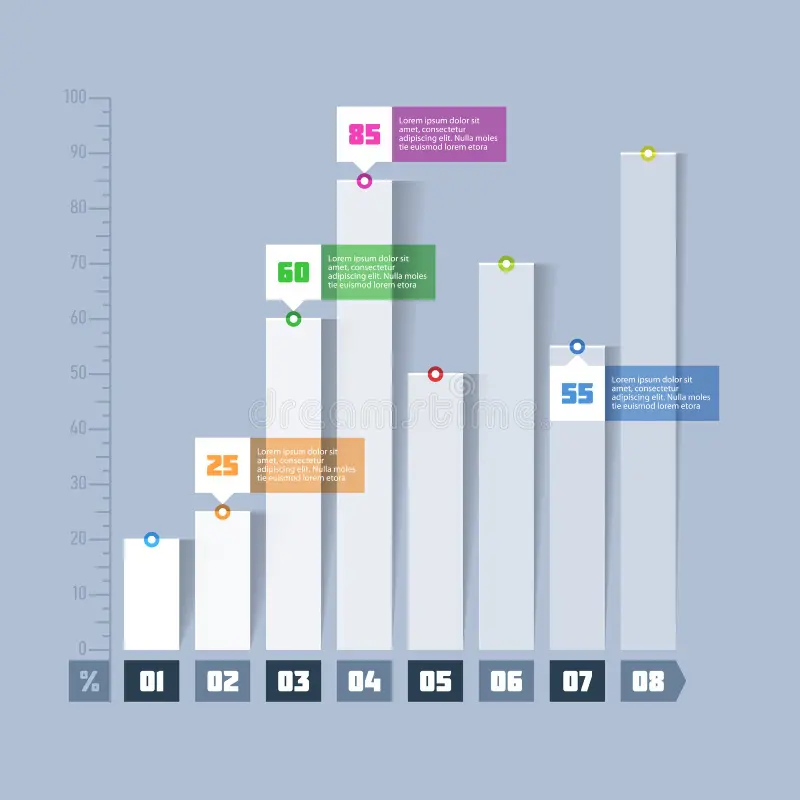 100
90
80
70
60
50
40
30
20
10
0
85
Lorem ipsum dolor sit
amet, consectetur
adipiscing elit. Nulla moles
tie euismod lorem etora
60
Lorem ipsum dolor sit
amet, consectetur
adipiscing elit. Nulla moles
tie euismod lorem etora
55
Lorem ipsum dolor sit
amet, consectetur
adipiscing elit. Nulla moles
tie euismod lorem etora
dreamstime.com
25
Lorem ipsum dolor sit
amet, consectetur
adipiscing elit. Nulla moles
tie euismod lorem etora
% 01 02 03 04 05 06 07 08